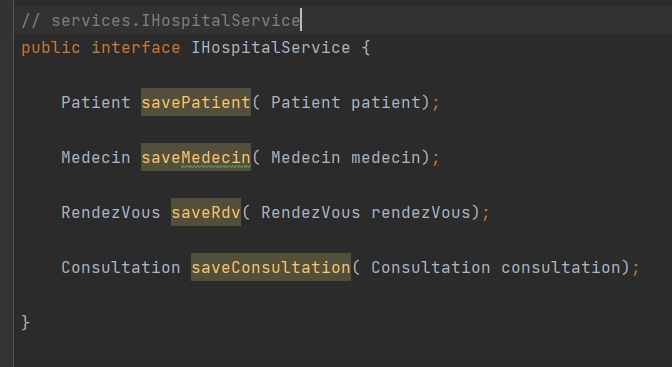 // services.IHospitalService
public interface IHospitalService {
Patient savePatient( Patient patient);
Medecin saveMedecin( Medecin medecin);
RendezVous saveRdv( RendezVous rendezVous);
Consultation saveConsultation( Consultation consultation);
}